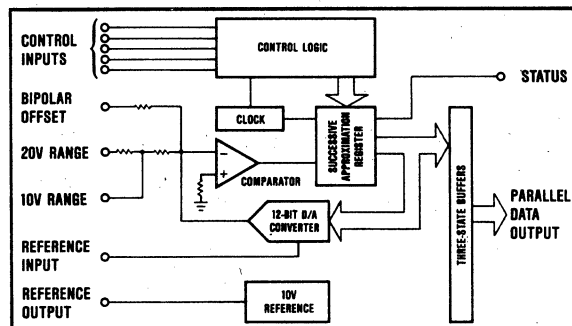 CONTROL
INPUTS
CONTROL LOGIC
STATUS
BIPOLAR
OFFSET
CLOCK
SUCCESSIVE
APPROXIMATION
REGISTER
20V RANGE
-
+
COMPARATOR
10V RANGE
12-BIT D/A
CONVERTER
THREE-STATE BUFFERS
PARALLEL
DATA
OUTPUT
REFERENCE
INPUT
REFERENCE
OUTPUT
10V
REFERENCE